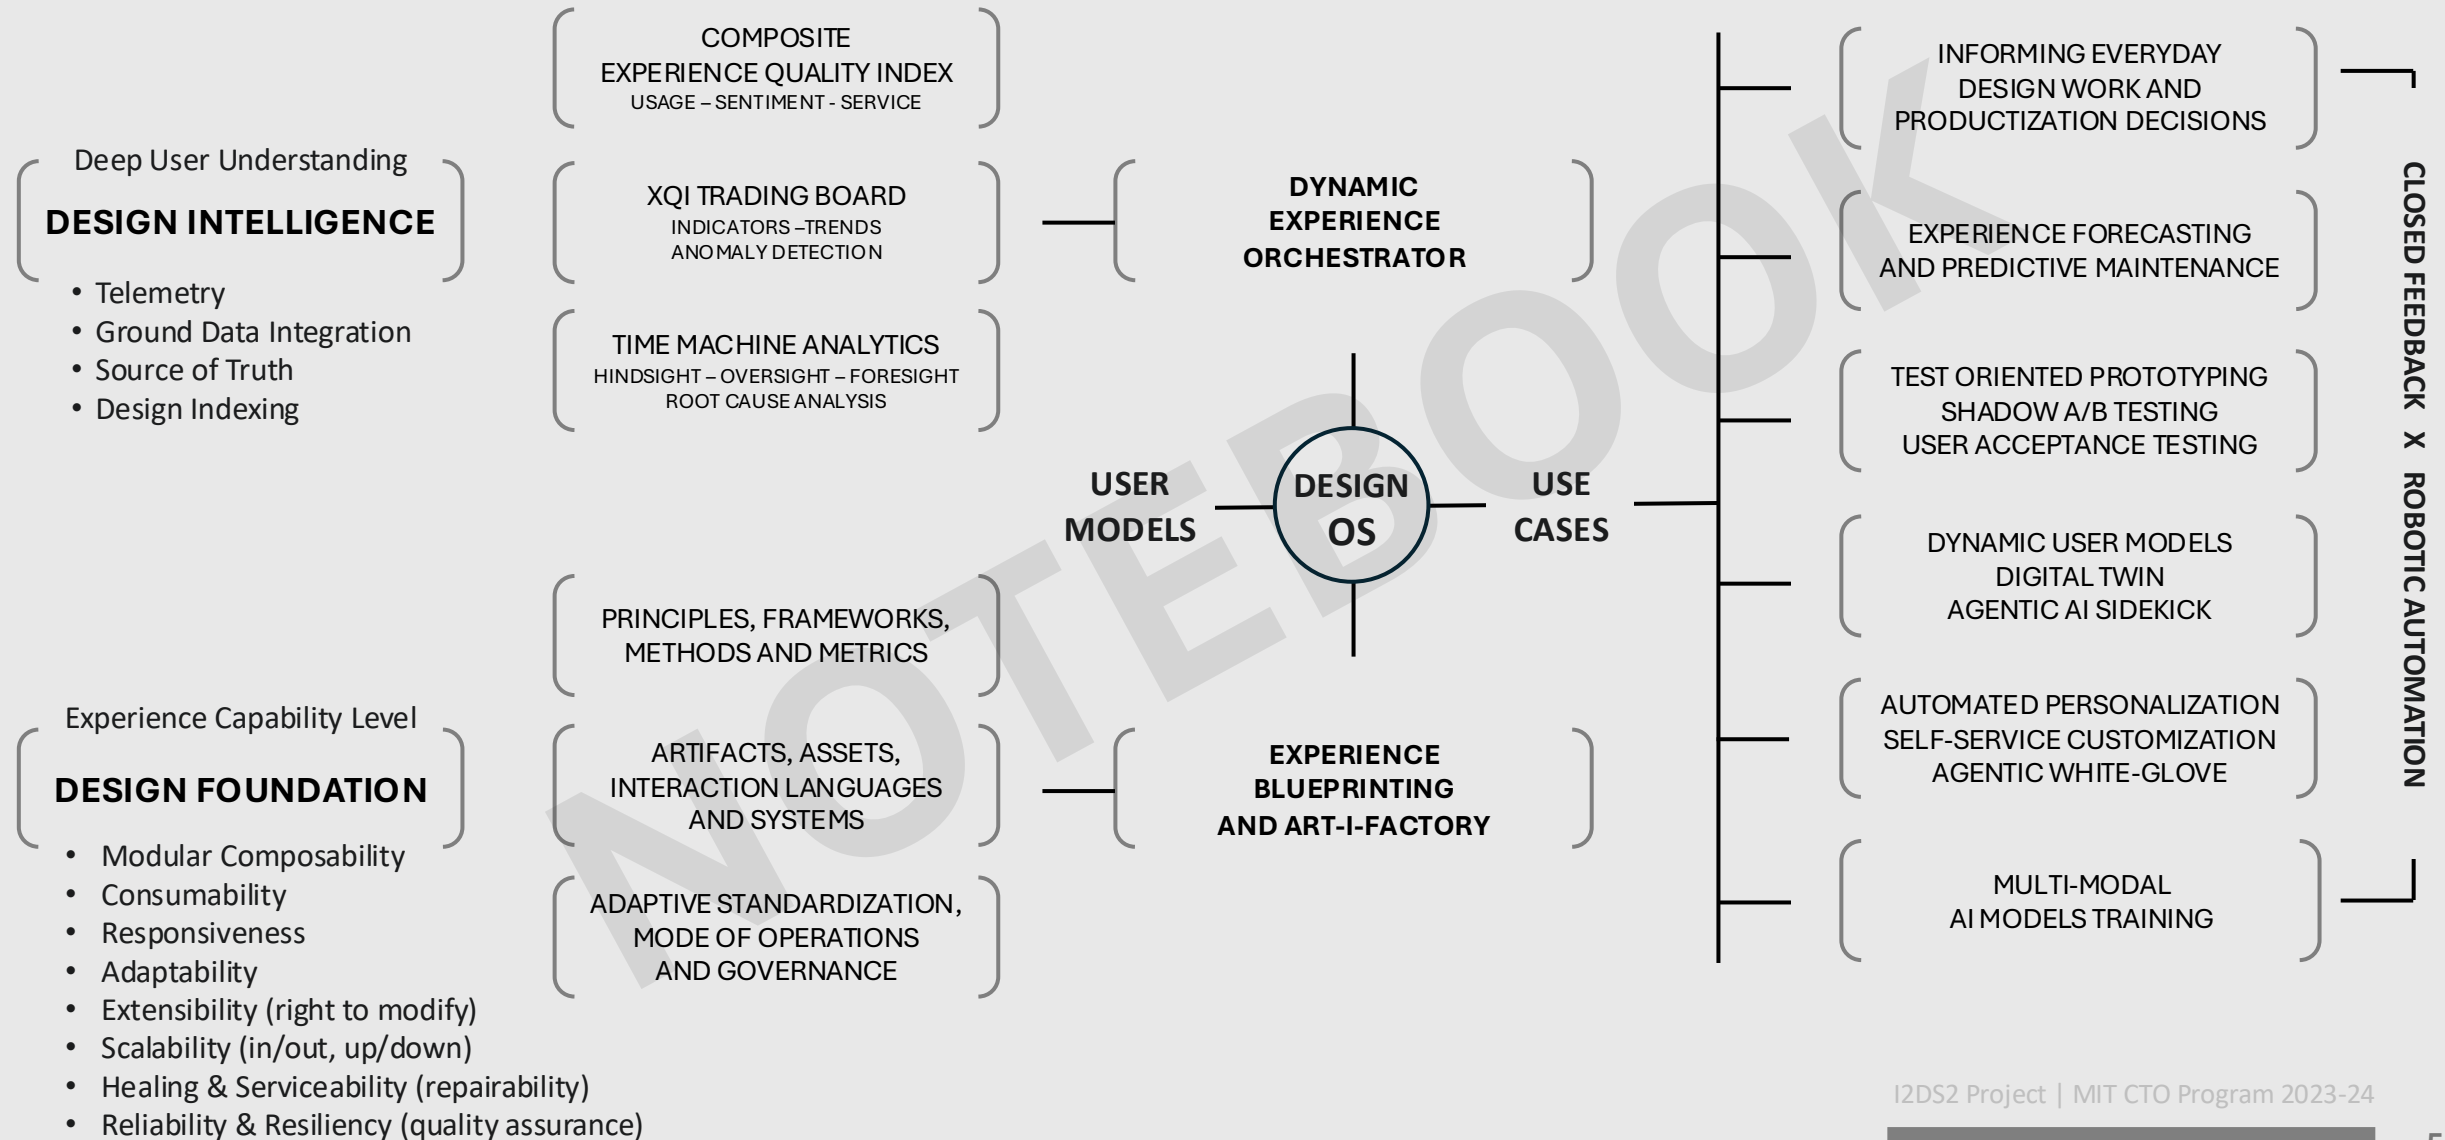 Deep User Understanding
DESIGN INTELLIGENCE
• Telemetry
• Ground Data Integration
• Source of Truth
• Design Indexing
Experience Capability Level
DESIGN FOUNDATION
• Modular Composability
• Consumability
• Responsiveness
• Adaptability
• Extensibility (right to modify)
• Scalability (in/out, up/down)
• Healing & Serviceability (repairability)
• Reliability & Resiliency (quality assurance)
COMPOSITE
EXPERIENCE QUALITY INDEX
USAGE – SENTIMENT - SERVICE
XQI TRADING BOARD
INDICATORS –TRENDS
ANOMALY DETECTION
TIME MACHINE ANALYTICS
HINDSIGHT – OVERSIGHT – FORESIGHT
ROOT CAUSE ANALYSIS
PRINCIPLES, FRAMEWORKS,
METHODS AND METRICS
ARTIFACTS, ASSETS,
INTERACTION LANGUAGES
AND SYSTEMS
ADAPTIVE STANDARDIZATION,
MODE OF OPERATIONS
AND GOVERNANCE
DYNAMIC
EXPERIENCE
ORCHESTRATOR
USER
MODELS
DESIGN
OS
USE
CASES
EXPERIENCE
BLUEPRINTING
AND ART-I-FACTORY
INFORMING EVERYDAY
DESIGN WORK AND
PRODUCTIZATION DECISIONS
EXPERIENCE FORECASTING
AND PREDICTIVE MAINTENANCE
TEST ORIENTED PROTOTYPING
SHADOW A/B TESTING
USER ACCEPTANCE TESTING
DYNAMIC USER MODELS
DIGITAL TWIN
AGENTIC AI SIDEKICK
AUTOMATED PERSONALIZATION
SELF-SERVICE CUSTOMIZATION
AGENTIC WHITE-GLOVE
MULTI-MODAL
AI MODELS TRAINING
CLOSED FEEDBACK X ROBOTIC AUTOMATION
NOTEBOOK
I2DS2 Project | MIT CTO Program 2023-24